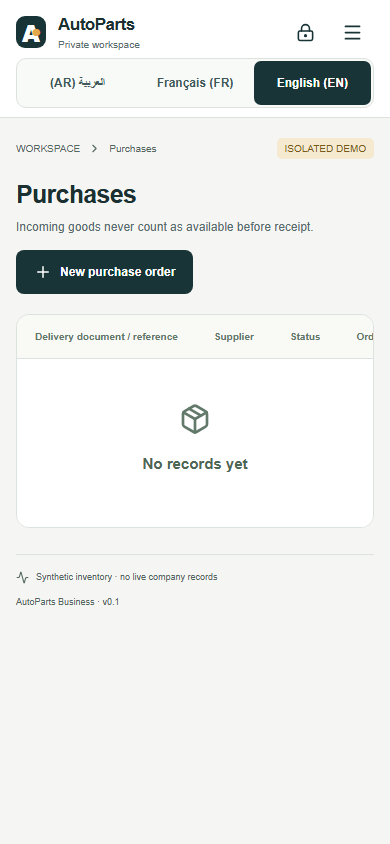 AutoParts
Private workspace
العربية (AR)
Français (FR)
English (EN)
WORKSPACE
Purchases
ISOLATED DEMO
Purchases
Incoming goods never count as available before receipt.
New purchase order
Delivery document / reference
Supplier
Status
Ord
No records yet
Synthetic inventory · no live company records
AutoParts Business · v0.1